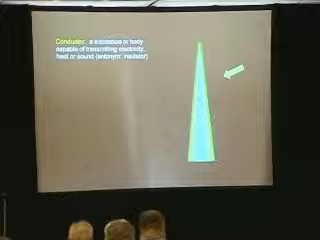 Conductor: a substance or body
capable of transmitting electricity,
heat or sound (antonym: insulator)